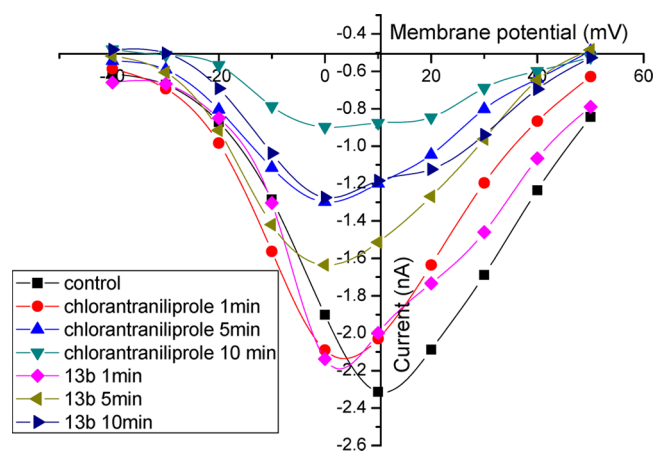 Membrane potential (mV)
-0.4
-0.6
-0.8
-1.0
-1.2
-1.4
-1.6
-1.8
-2.0
-2.2
-2.4
-2.6
-40
-20
0
20
40
60
Current (nA)
control
chlorantraniliprole 1min
chlorantraniliprole 5min
chlorantraniliprole 10 min
13b 1min
13b 5min
13b 10min